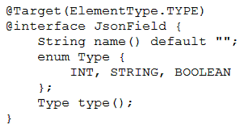 @Target(ElementType.TYPE)
@interface JsonField {
    String name() default "";
    enum Type {
        INT, STRING, BOOLEAN
    };
    Type type();
}